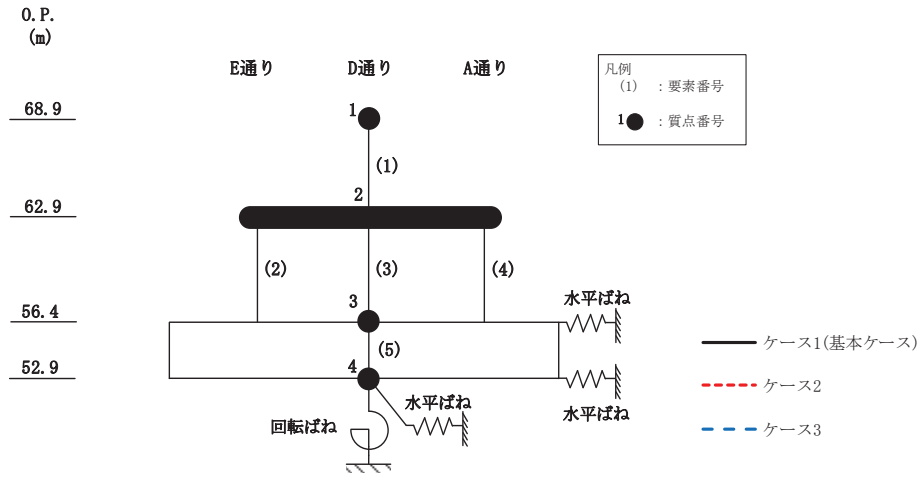 O.P.
(m)
E通り D通り A通り
凡例
(1) :要素番号
1 :質点番号
68.9
1
(1)
2
62.9
(2) (3) (4)
56.4
3
水平ばね
(5)
52.9
4
水平ばね
水平ばね
回転ばね
ケース1(基本ケース)
ケース2
ケース3